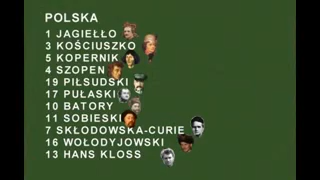 POLSKA
1 JAGIEŁŁO
3 KOŚCIUSZKO
5 KOPERNIK
4 SZOPEN
19 PIŁSUDSKI
17 PUŁASKI
10 BATORY
11 SOBIESKI
7 SKŁODOWSKA-CURIE
16 WOŁODYJOWSKI
13 HANS KLOSS